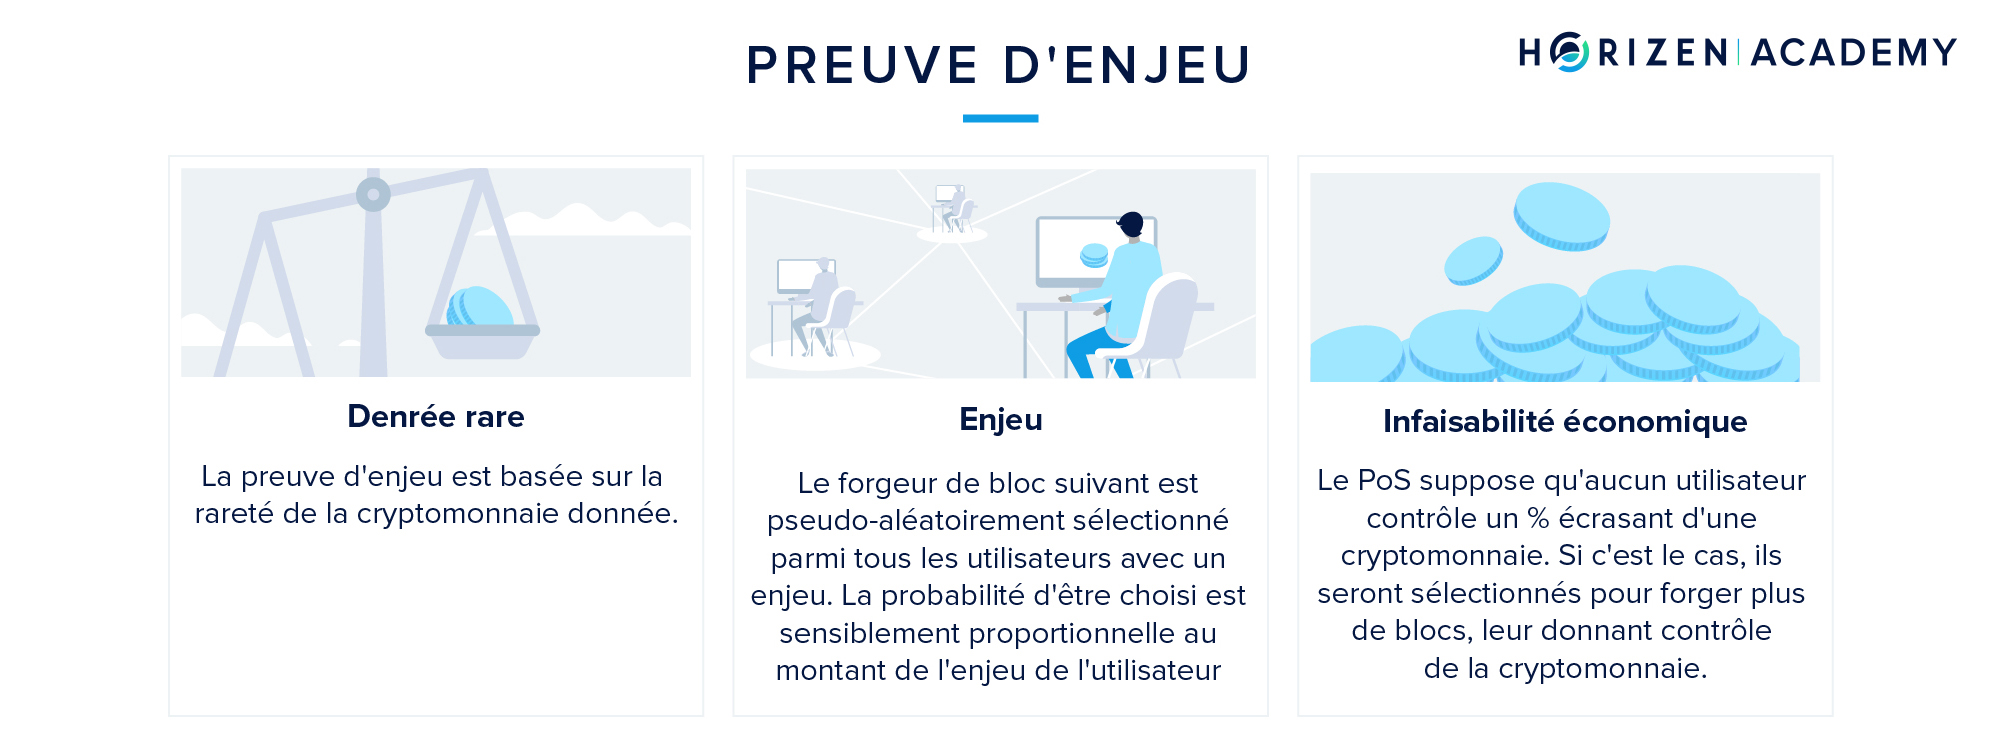 PREUVE D'ENJEU
HORIZEN | ACADEMY
Denrée rare
La preuve d'enjeu est basée sur la
rareté de la cryptomonnaie donnée.
Enjeu
Le forgeur de bloc suivant est
pseudo-aléatoirement sélectionné
parmi tous les utilisateurs avec un
enjeu. La probabilité d'être choisi est
sensiblement proportionnelle au
montant de l'enjeu de l'utilisateur
Infaisabilité économique
Le PoS suppose qu'aucun utilisateur
contrôle un % écrasant d'une
cryptomonnaie. Si c'est le cas, ils
seront sélectionnés pour forger plus
de blocs, leur donnant contrôle
de la cryptomonnaie.